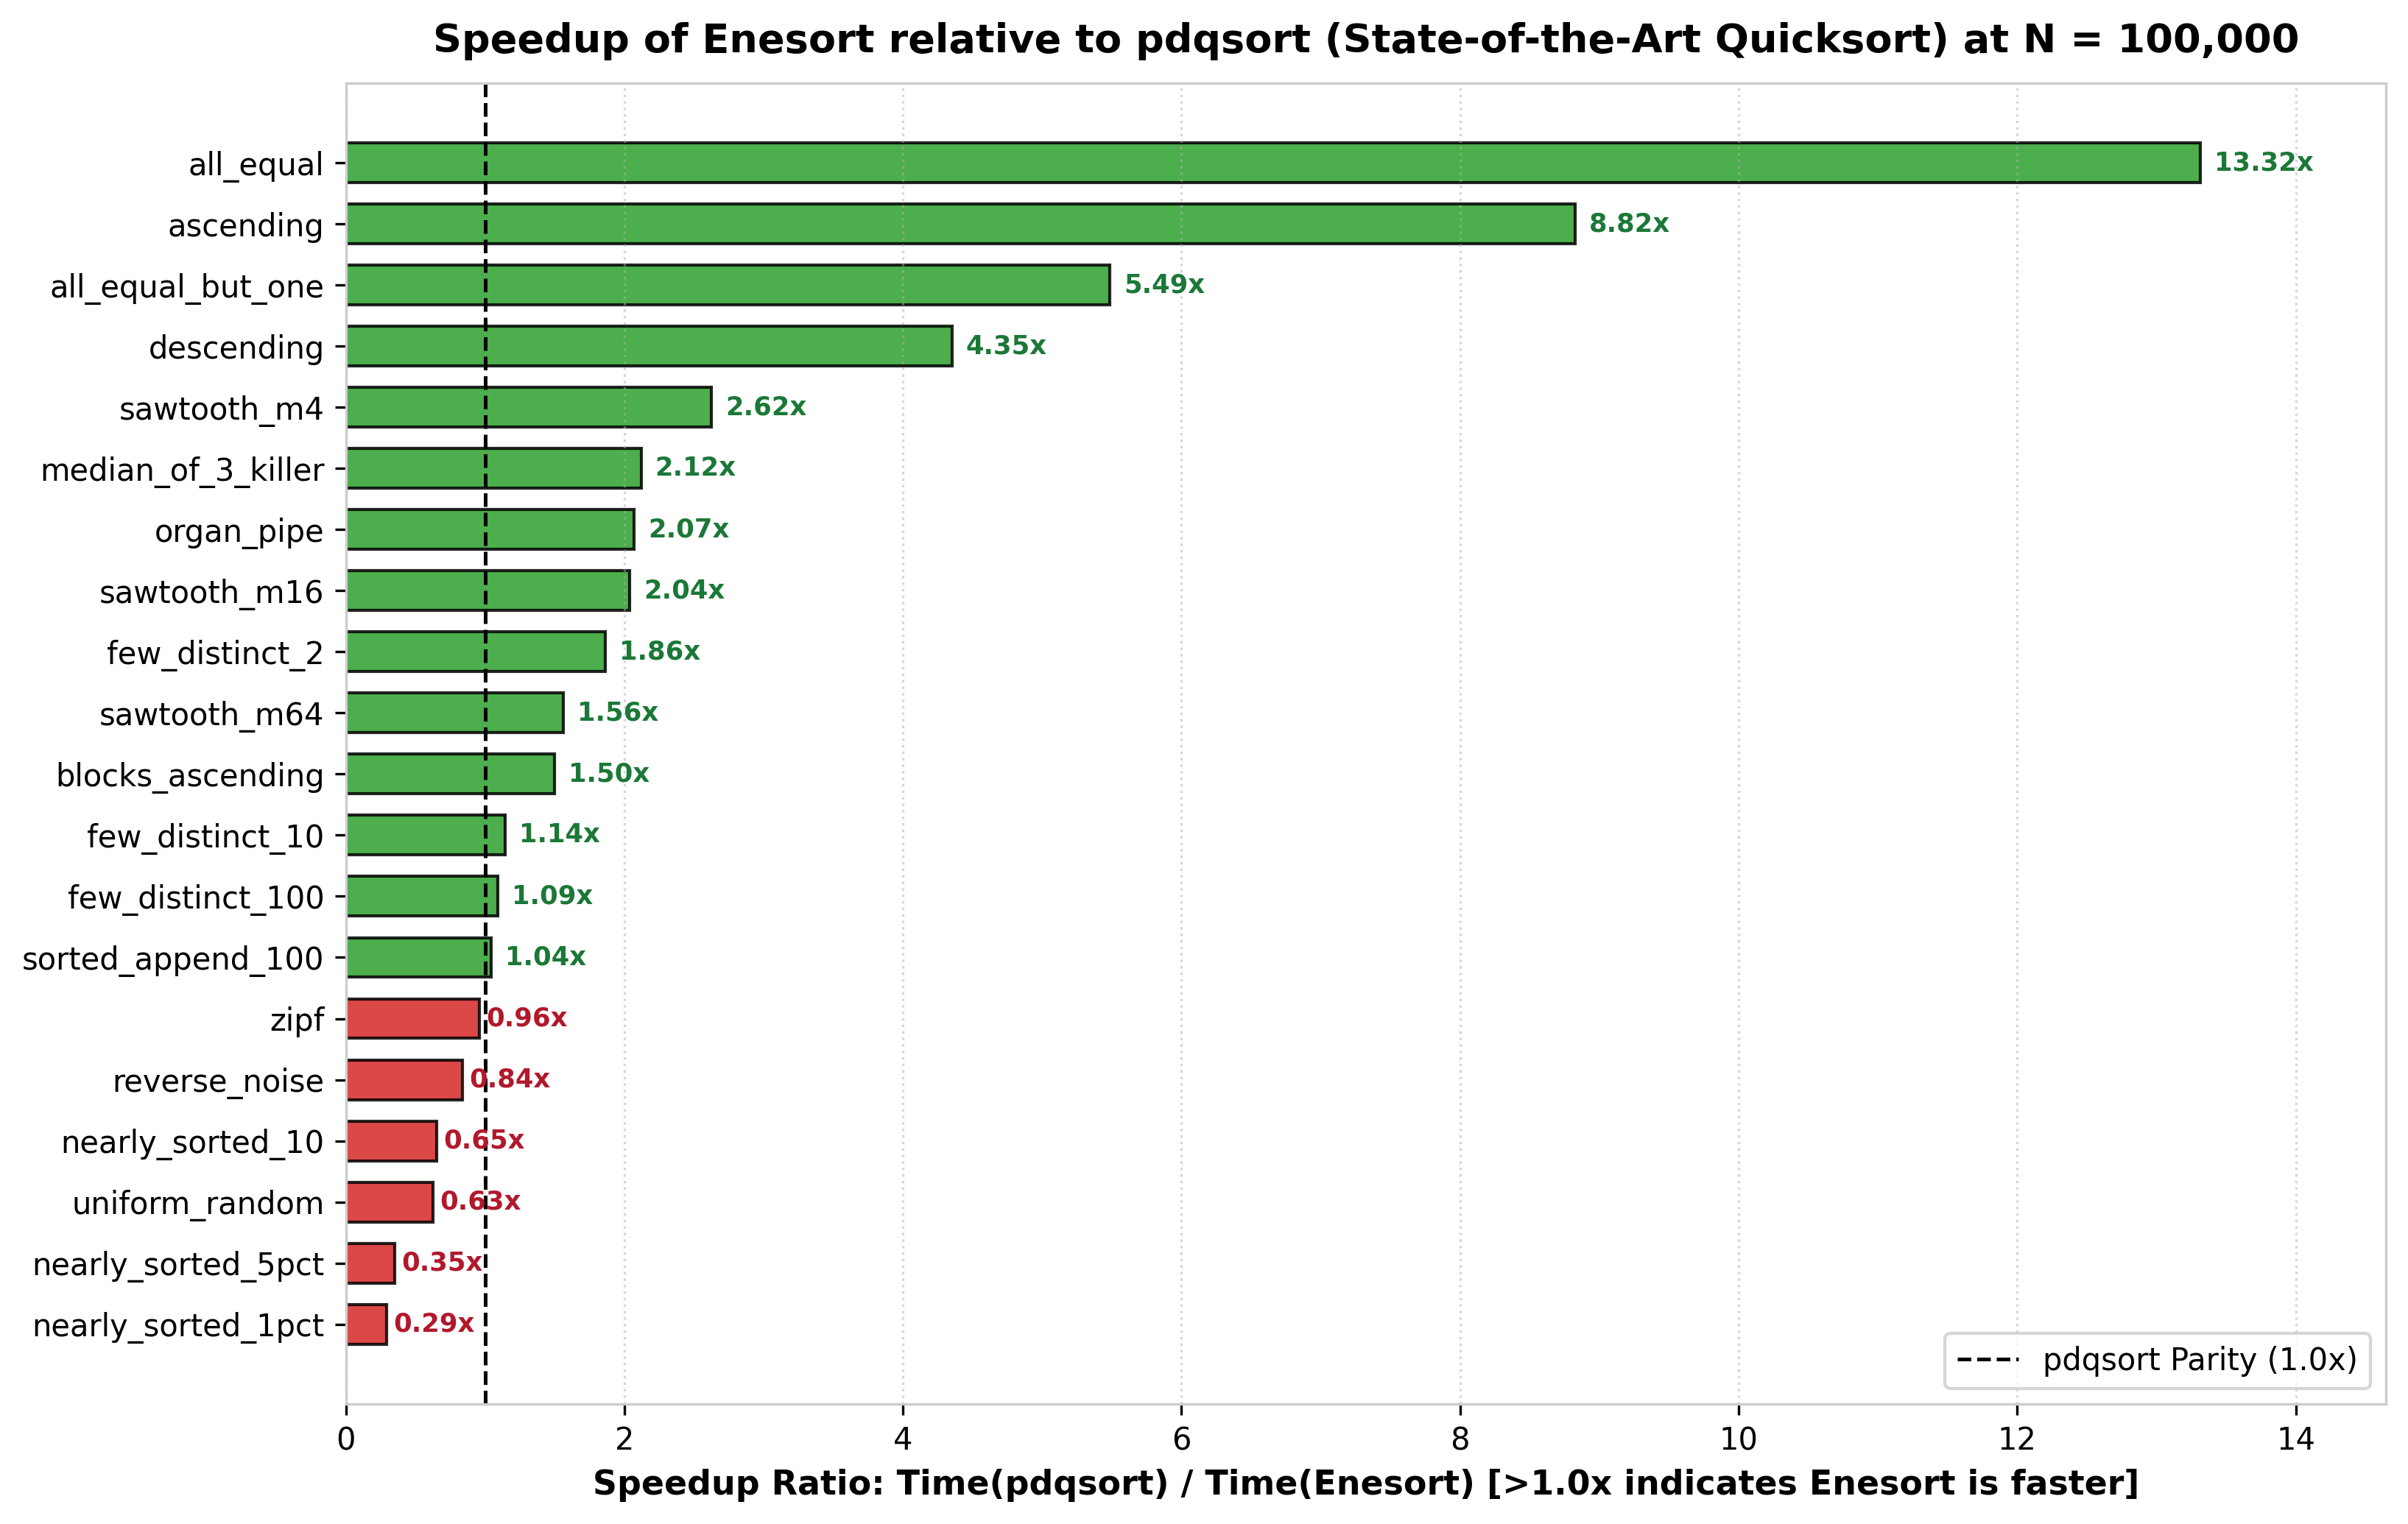 Speedup of Enesort relative to pdqsort (State-of-the-Art Quicksort) at N = 100,000
all_equal 13.32x
ascending 8.82x
all_equal_but_one 5.49x
descending 4.35x
sawtooth_m4 2.62x
median_of_3_killer 2.12x
organ_pipe 2.07x
sawtooth_m16 2.04x
few_distinct_2 1.86x
sawtooth_m64 1.56x
blocks_ascending 1.50x
few_distinct_10 1.14x
few_distinct_100 1.09x
sorted_append_100 1.04x
zipf 0.96x
reverse_noise 0.84x
nearly_sorted_10 0.65x
uniform_random 0.63x
nearly_sorted_5pct 0.35x
nearly_sorted_1pct 0.29x
pdqsort Parity (1.0x)
0 2 4 6 8 10 12 14
Speedup Ratio: Time(pdqsort) / Time(Enesort) [>1.0x indicates Enesort is faster]